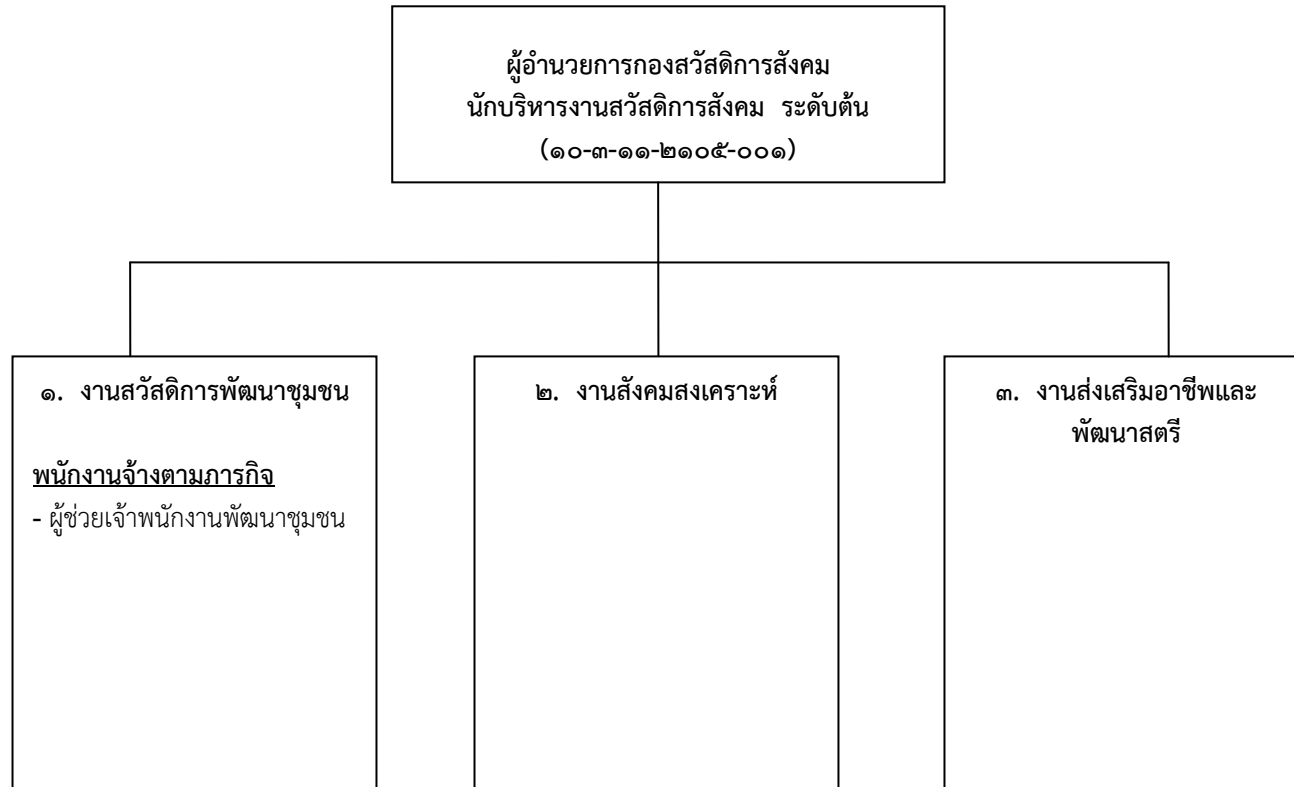 ผู้อำนวยการกองสวัสดิการสังคม
นักบริหารงานสวัสดิการสังคม ระดับต้น
(๑๐-๓-๑๑-๒๑๐๕-๐๐๑)
๑. งานสวัสดิการพัฒนาชุมชน
พนักงานจ้างตามภารกิจ
- ผู้ช่วยเจ้าพนักงานพัฒนาชุมชน
๒. งานสังคมสงเคราะห์
๓. งานส่งเสริมอาชีพและ
พัฒนาสตรี